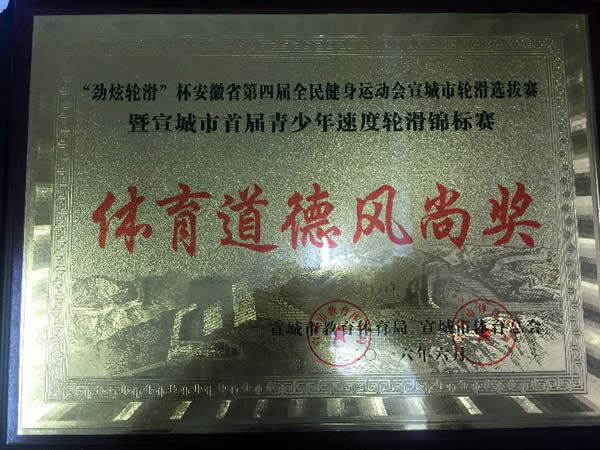 “劲炫轮滑”杯安徽省第四届全民健身运动会宣城市轮滑选拔赛
暨宣城市首届青少年速度轮滑锦标赛
体育道德风尚奖
宣城市教育体育局 宣城市体育总会
二〇一六年六月